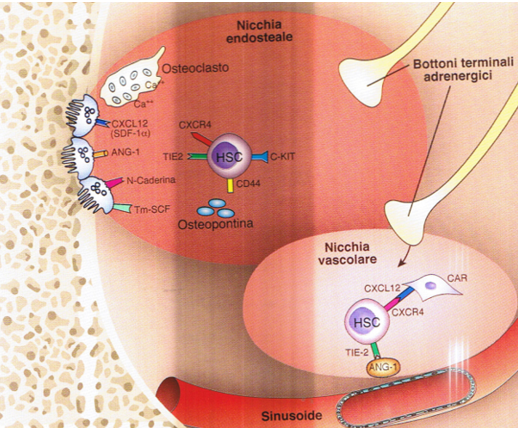 Nicchia
endosteale
Osteoclasto
Ca++
Ca++
CXCL12
(SDF-1α)
ANG-1
N-Caderina
Tm-SCF
CXCR4
TIE2
HSC
C-KIT
CD44
Osteopontina
Bottoni terminali
adrenergici
Nicchia
vascolare
CXCL12
CAR
CXCR4
HSC
TIE-2
ANG-1
Sinusoide